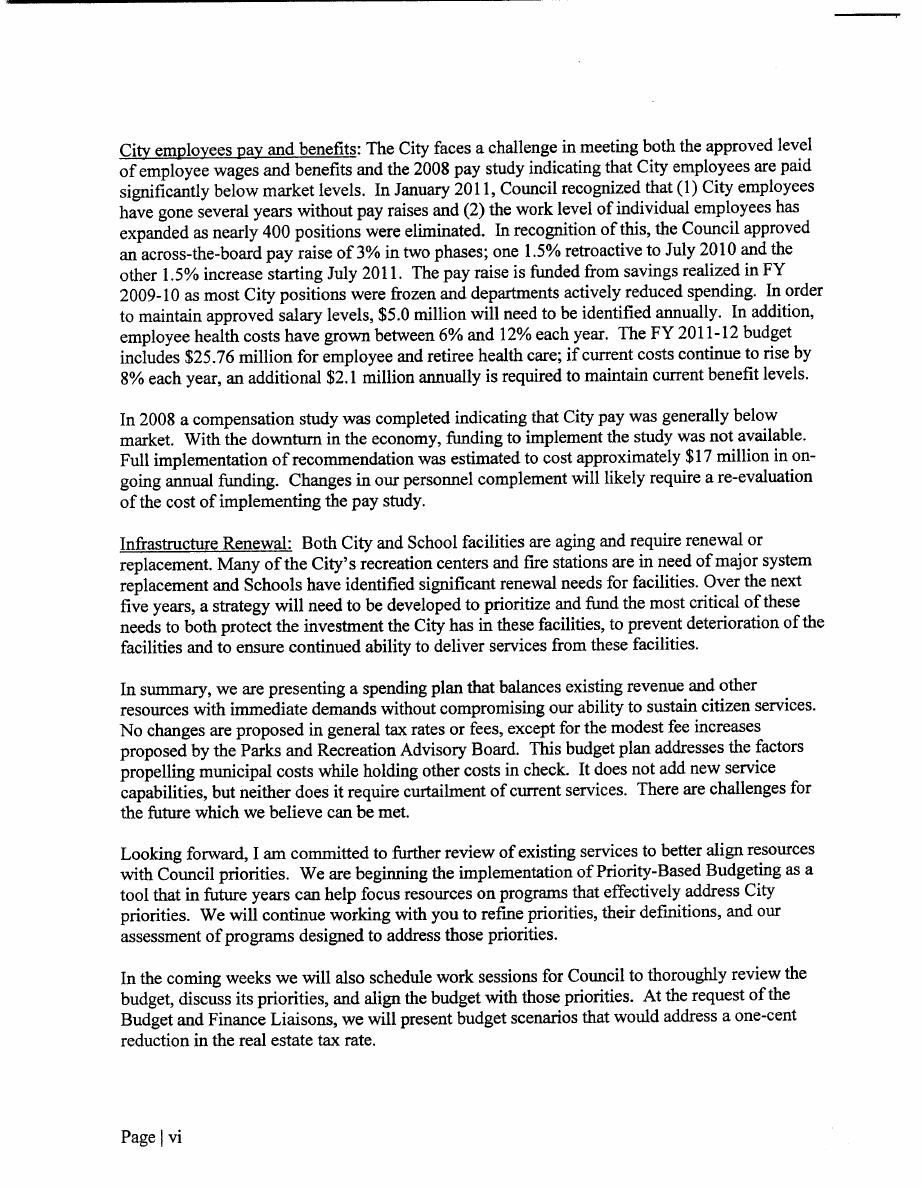 City employees pay and benefits: The City faces a challenge in meeting both the approved level
of employee wages and benefits and the 2008 pay study indicating that City employees are paid
significantly below market levels. In January 2011, Council recognized that (1) City employees
have gone several years without pay raises and (2) the work level of individual employees has
expanded as nearly 400 positions were eliminated. In recognition of this, the Council approved
an across-the-board pay raise of 3% in two phases; one 1.5% retroactive to July 2010 and the
other 1.5% increase starting July 2011. The pay raise is funded from savings realized in FY
2009-10 as most City positions were frozen and departments actively reduced spending. In order
to maintain approved salary levels, $5.0 million will need to be identified annually. In addition,
employee health costs have grown between 6% and 12% each year. The FY 2011-12 budget
includes $25.76 million for employee and retiree health care; if current costs continue to rise by
8% each year, an additional $2.1 million annually is required to maintain current benefit levels.
In 2008 a compensation study was completed indicating that City pay was generally below
market. With the downturn in the economy, funding to implement the study was not available.
Full implementation of recommendation was estimated to cost approximately $17 million in on-
going annual funding. Changes in our personnel complement will likely require a re-evaluation
of the cost of implementing the pay study.
Infrastructure Renewal: Both City and School facilities are aging and require renewal or
replacement. Many of the City's recreation centers and fire stations are in need of major system
replacement and Schools have identified significant renewal needs for facilities. Over the next
five years, a strategy will need to be developed to prioritize and fund the most critical of these
needs to both protect the investment the City has in these facilities, to prevent deterioration of the
facilities and to ensure continued ability to deliver services from these facilities.
In summary, we are presenting a spending plan that balances existing revenue and other
resources with immediate demands without compromising our ability to sustain citizen services.
No changes are proposed in general tax rates or fees, except for the modest fee increases
proposed by the Parks and Recreation Advisory Board. This budget plan addresses the factors
propelling municipal costs while holding other costs in check. It does not add new service
capabilities, but neither does it require curtailment of current services. There are challenges for
the future which we believe can be met.
Looking forward, I am committed to further review of existing services to better align resources
with Council priorities. We are beginning the implementation of Priority-Based Budgeting as a
tool that in future years can help focus resources on programs that effectively address City
priorities. We will continue working with you to refine priorities, their definitions, and our
assessment of programs designed to address those priorities.
In the coming weeks we will also schedule work sessions for Council to thoroughly review the
budget, discuss its priorities, and align the budget with those priorities. At the request of the
Budget and Finance Liaisons, we will present budget scenarios that would address a one-cent
reduction in the real estate tax rate.
Page | vi